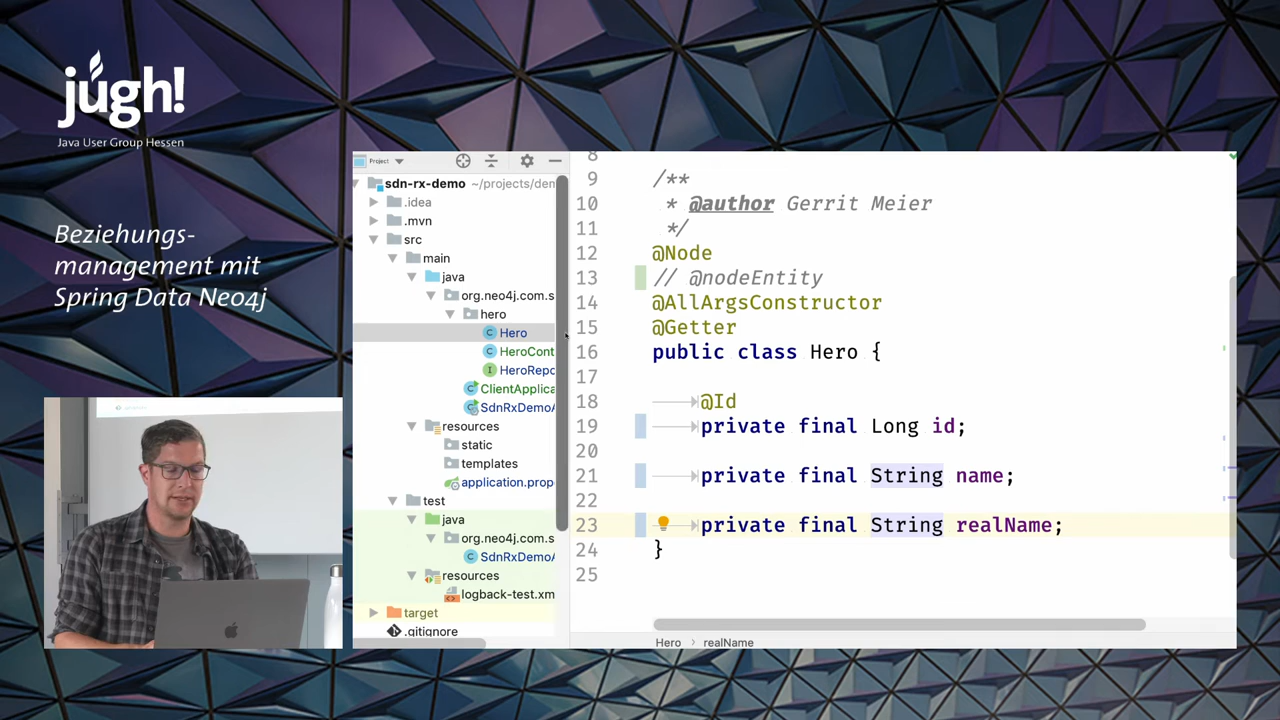 jugh!
Java User Group Hessen
Beziehungs-
management mit
Spring Data Neo4j
Project
sdn-rx-demo ~/projects/den
.idea
.mvn
src
main
java
org.neo4j.com.s
hero
Hero
HeroCont
HeroRepo
ClientApplica
SdnRxDemoA
resources
static
templates
application.prop
test
java
org.neo4j.com.s
SdnRxDemoA
resources
logback-test.xm
target
.gitignore
8
9 /**
10 * @author Gerrit Meier
11 */
12 @Node
13 // @nodeEntity
14 @AllArgsConstructor
15 @Getter
16 public class Hero {
17
18 @Id
19 private final Long id;
20
21 private final String name;
22
23 private final String realName;
24 }
25
Hero › realName